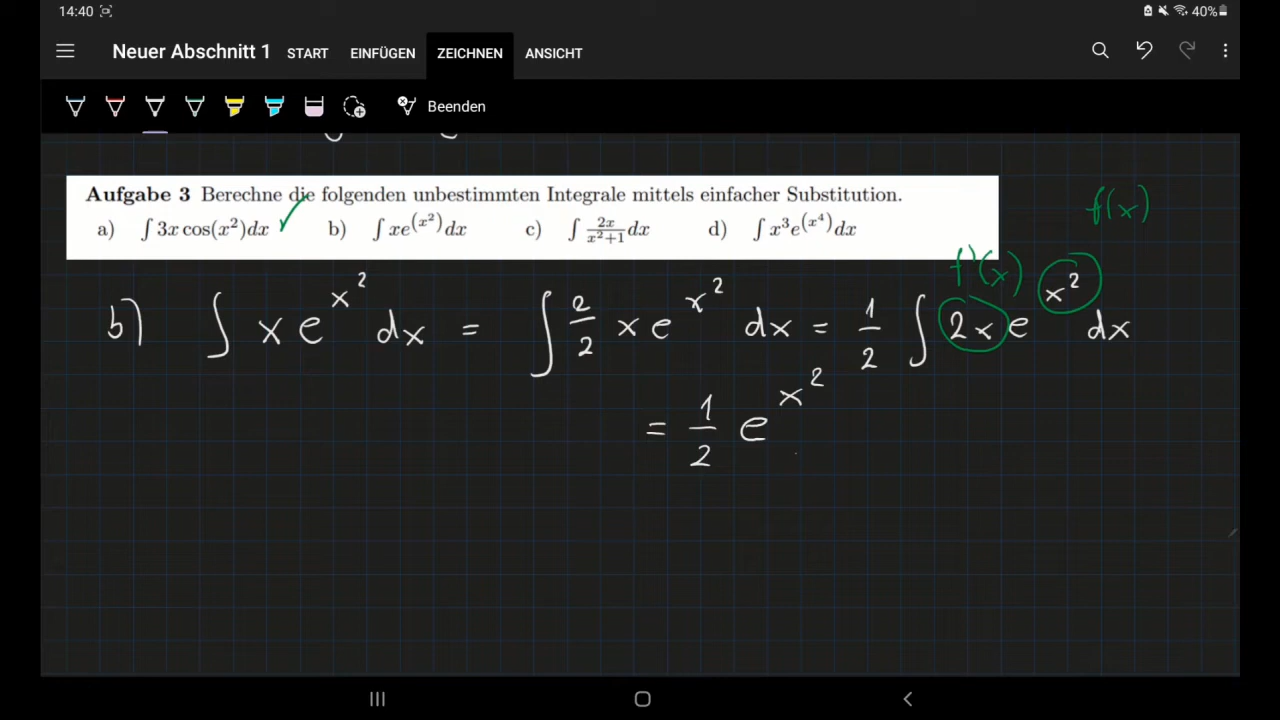 14:40 40%
Neuer Abschnitt 1 START EINFÜGEN ZEICHNEN ANSICHT
Beenden
Aufgabe 3 Berechne die folgenden unbestimmten Integrale mittels einfacher Substitution.
a) ∫ 3x cos(x²)dx ✓ b) ∫ xe^(x²) dx c) ∫ 2x/(x²+1) dx d) ∫ x³e^(x⁴) dx
f(x)
f'(x)
b) ∫ x e^x² dx = ∫ 2/2 x e^x² dx = 1/2 ∫ 2x e^x² dx
= 1/2 e^x²